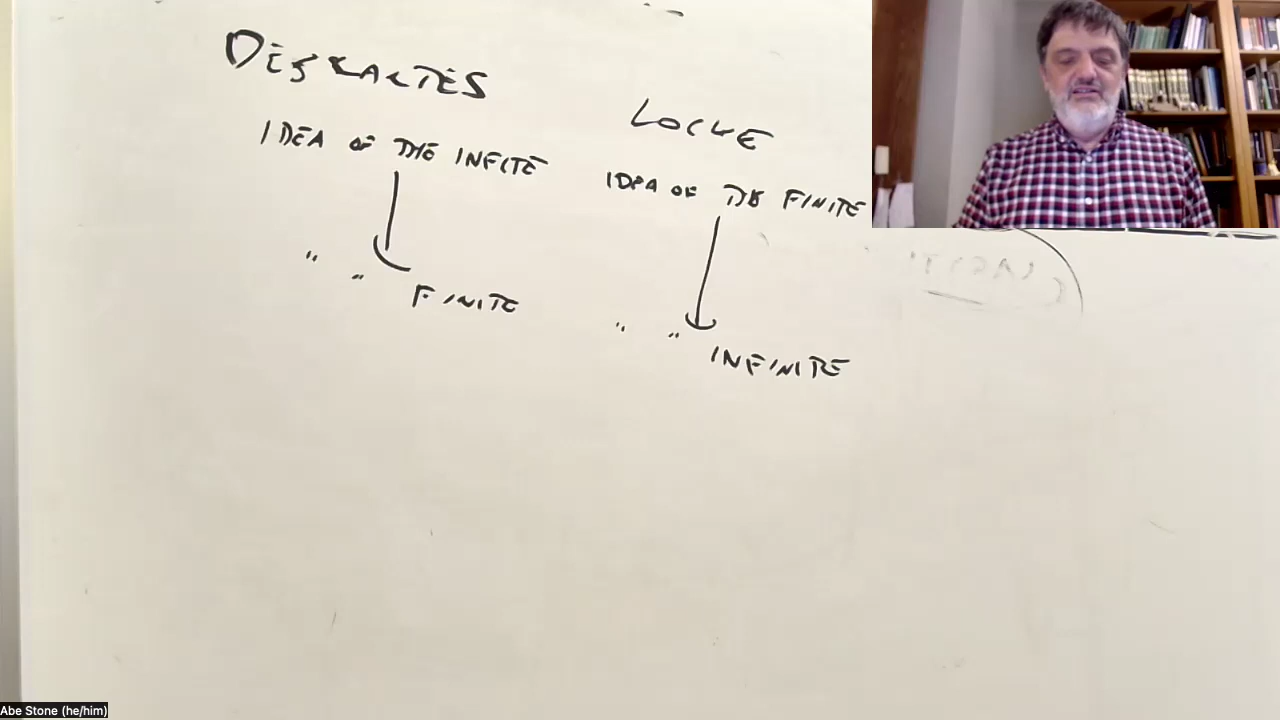 DESCARTES
IDEA OF THE INFITE
" " FINITE
LOCKE
IDEA OF THE FINITE
" " INFINITE
Abe Stone (he/him)